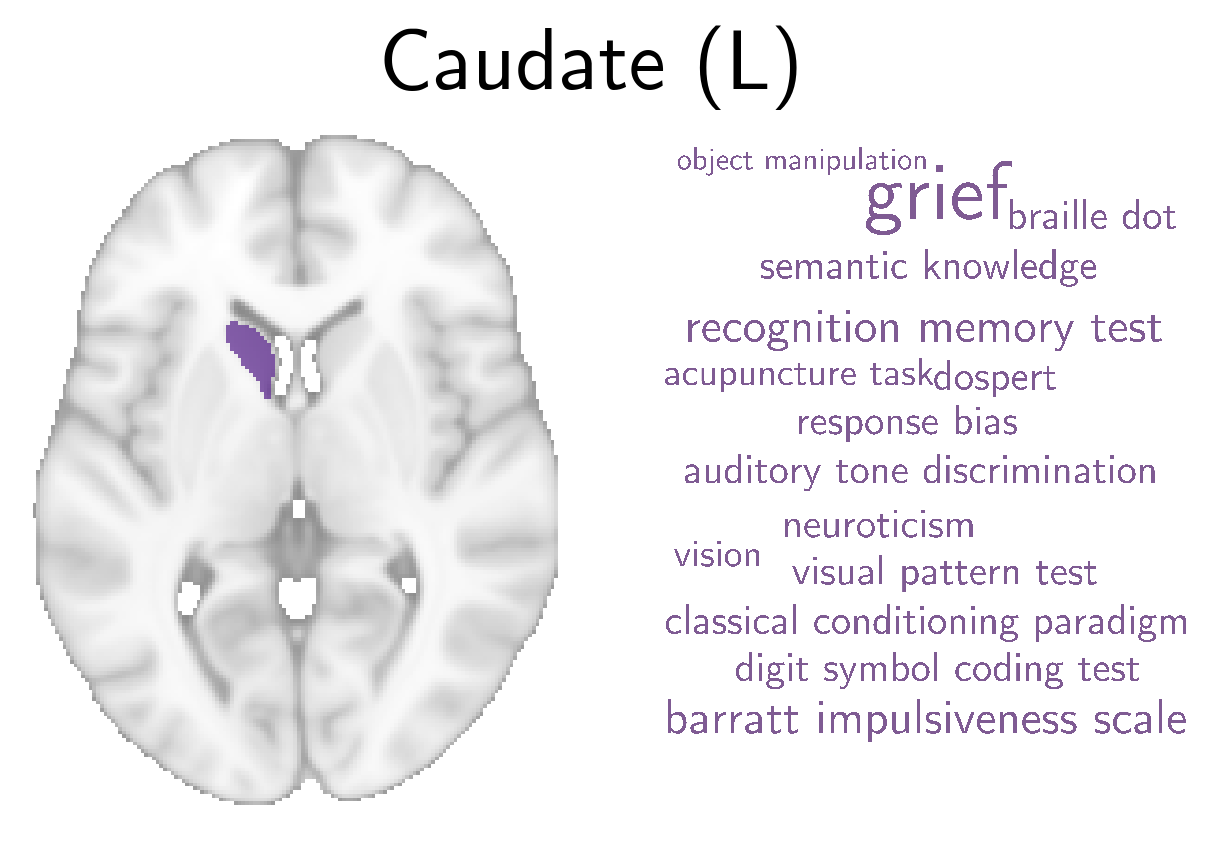 Caudate (L)
object manipulation
grief
braille dot
semantic knowledge
recognition memory test
acupuncture task
dospert
response bias
auditory tone discrimination
neuroticism
vision
visual pattern test
classical conditioning paradigm
digit symbol coding test
barratt impulsiveness scale